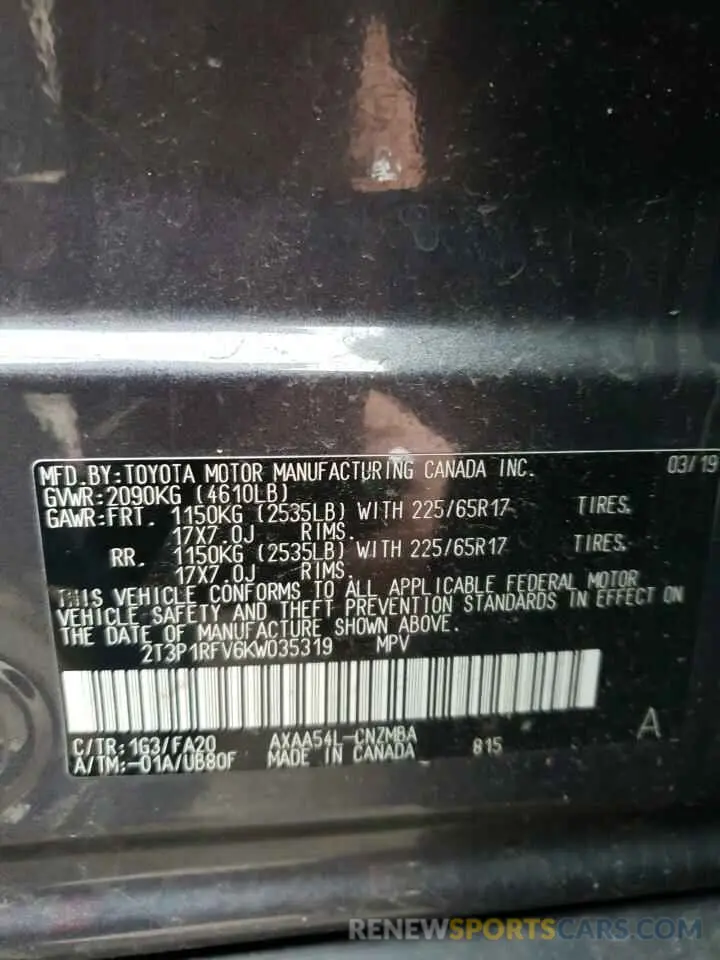 MFD.BY:TOYOTA MOTOR MANUFACTURING CANADA INC. 03/19
GVWR:2090KG (4610LB)
GAWR:FRT. 1150KG (2535LB) WITH 225/65R17 TIRES.
17X7.0J RIMS.
RR. 1150KG (2535LB) WITH 225/65R17 TIRES.
17X7.0J RIMS.
THIS VEHICLE CONFORMS TO ALL APPLICABLE FEDERAL MOTOR
VEHICLE SAFETY AND THEFT PREVENTION STANDARDS IN EFFECT ON
THE DATE OF MANUFACTURE SHOWN ABOVE.
2T3P1RFV6KW035319 MPV
A
C/TR:1G3/FA20 AXAA54L-CNZMBA 815
A/TM:-01A/UB80F MADE IN CANADA
RENEWSPORTSCARS.COM